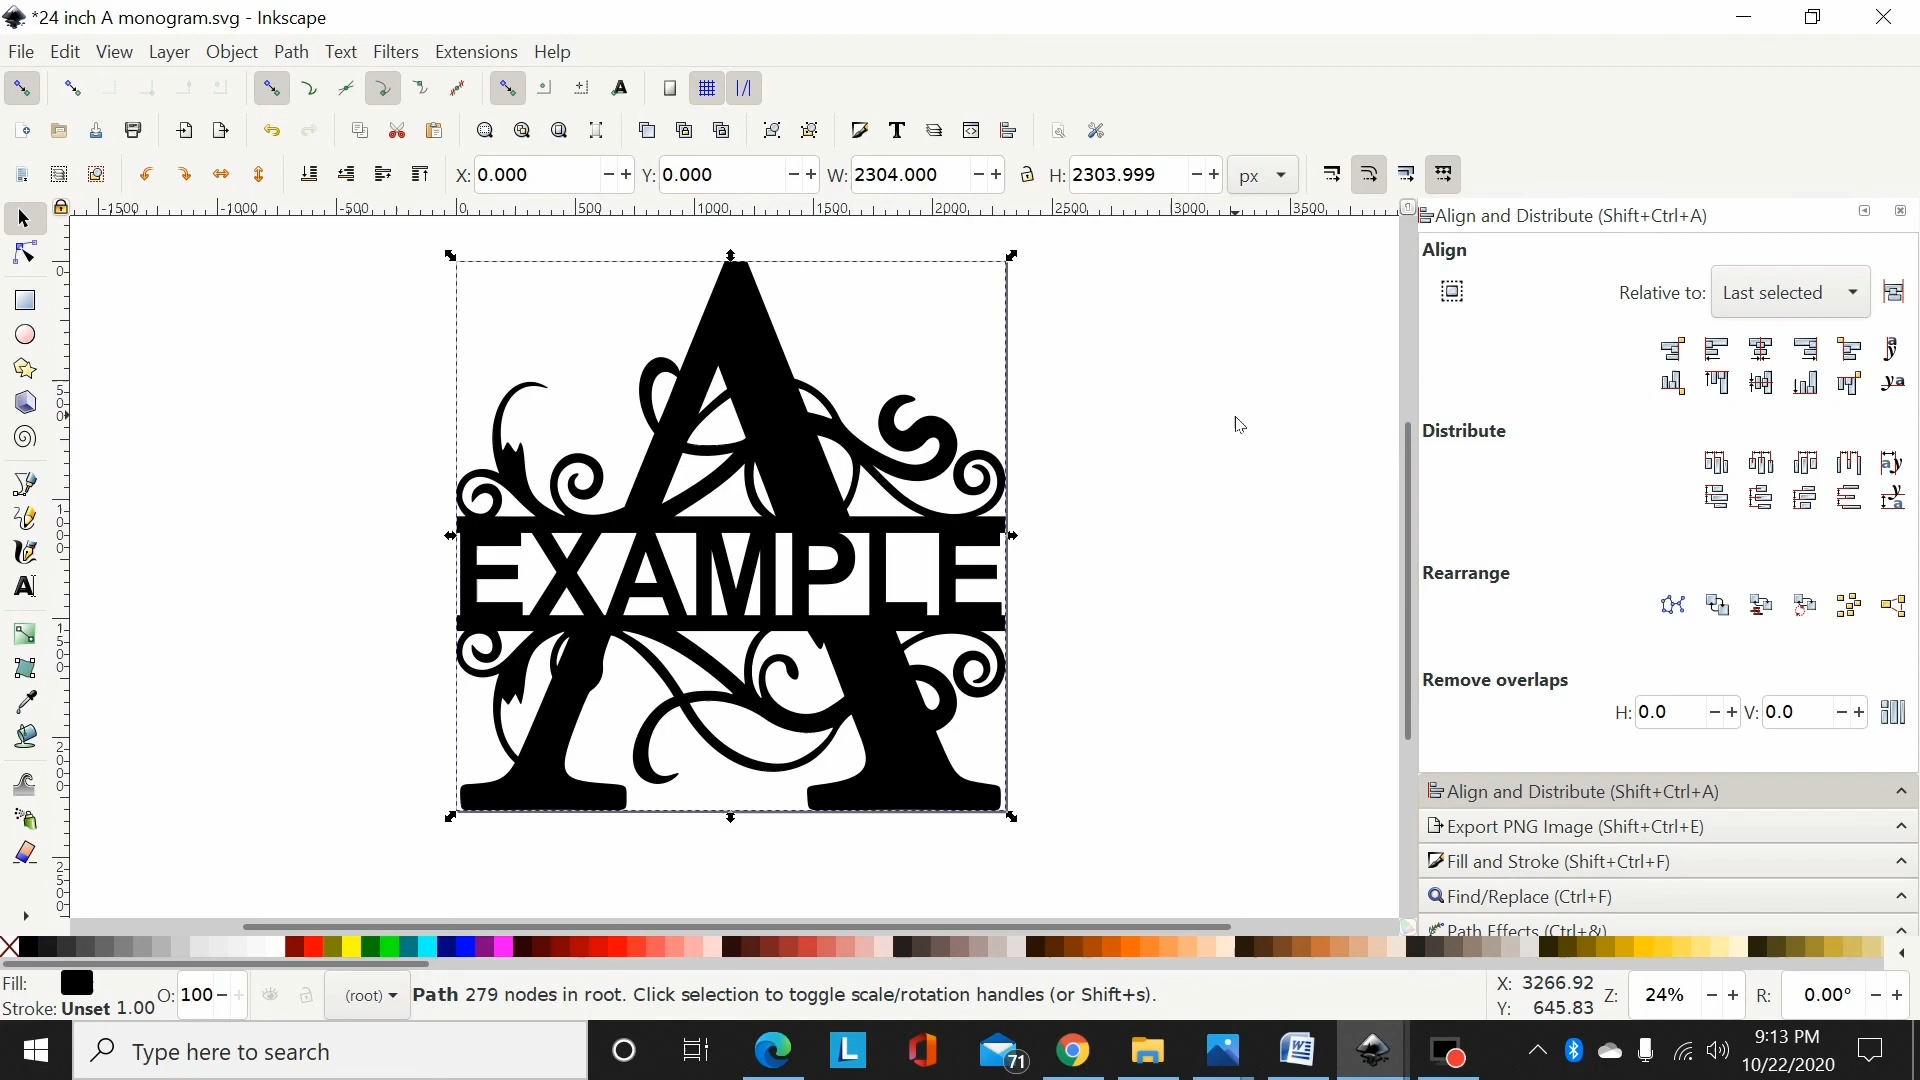 *24 inch A monogram.svg - Inkscape
File Edit View Layer Object Path Text Filters Extensions Help
X: 0.000 Y: 0.000 W: 2304.000 H: 2303.999 px
-1500 -1000 -500 0 500 1000 1500 2000 2500 3000 3500
Align and Distribute (Shift+Ctrl+A)
Align
Relative to: Last selected
Distribute
Rearrange
Remove overlaps
H: 0.0 V: 0.0
EXAMPLE
Align and Distribute (Shift+Ctrl+A)
Export PNG Image (Shift+Ctrl+E)
Fill and Stroke (Shift+Ctrl+F)
Find/Replace (Ctrl+F)
Path Effects (Ctrl+&)
Fill:
Stroke: Unset 1.00 O: 100 (root) Path 279 nodes in root. Click selection to toggle scale/rotation handles (or Shift+s).
X: 3266.92
Y: 645.83
Z: 24% R: 0.00°
Type here to search
71
9:13 PM
10/22/2020